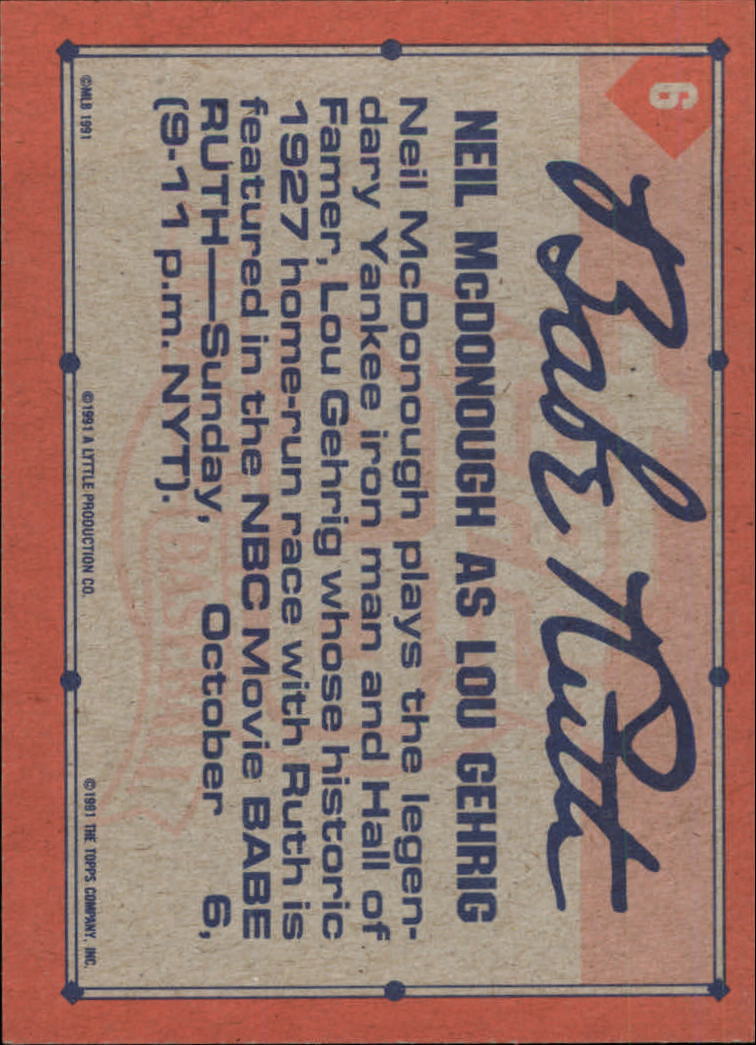 6
Babe Ruth
NEIL McDONOUGH AS LOU GEHRIG
Neil McDonough plays the legen-
dary Yankee iron man and Hall of
Famer, Lou Gehrig whose historic
1927 home-run race with Ruth is
featured in the NBC Movie BABE
RUTH—Sunday, October 6,
(9-11 p.m. NYT).
©MLB 1991 ©1991 A LYTTLE PRODUCTION CO. ©1991 THE TOPPS COMPANY, INC.